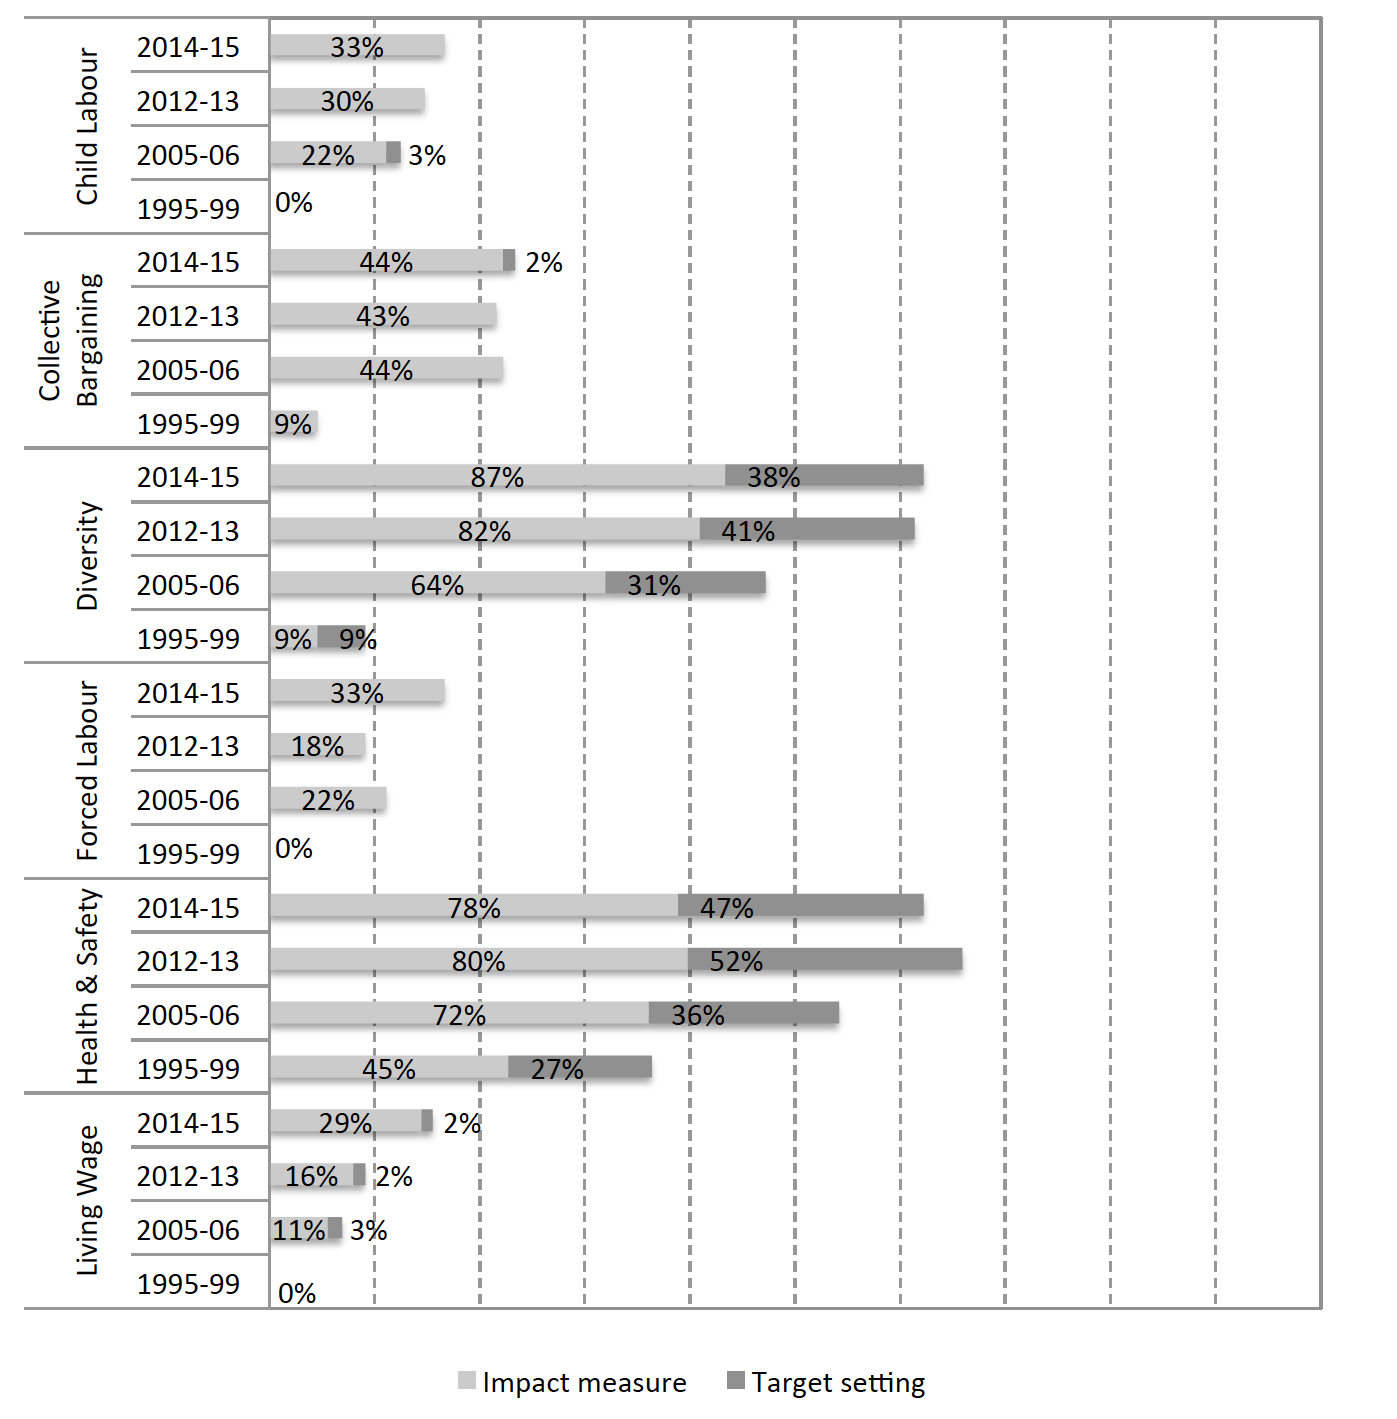 Child Labour
2014-15 33%
2012-13 30%
2005-06 22% 3%
1995-99 0%
Collective
Bargaining
2014-15 44% 2%
2012-13 43%
2005-06 44%
1995-99 9%
Diversity
2014-15 87% 38%
2012-13 82% 41%
2005-06 64% 31%
1995-99 9% 9%
Forced Labour
2014-15 33%
2012-13 18%
2005-06 22%
1995-99 0%
Health & Safety
2014-15 78% 47%
2012-13 80% 52%
2005-06 72% 36%
1995-99 45% 27%
Living Wage
2014-15 29% 2%
2012-13 16% 2%
2005-06 11% 3%
1995-99 0%
Impact measure Target setting